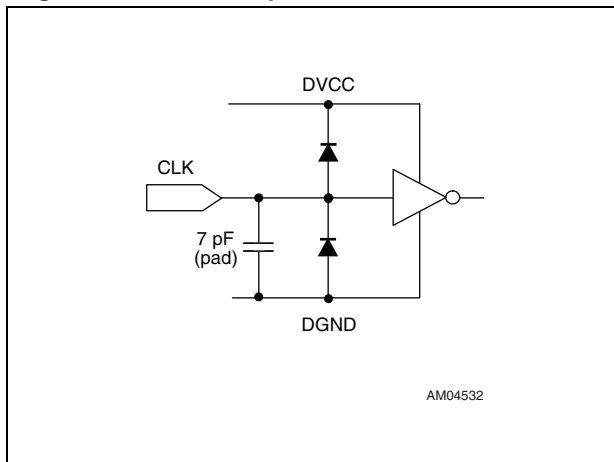 DVCC
CLK
7 pF
(pad)
DGND
AM04532